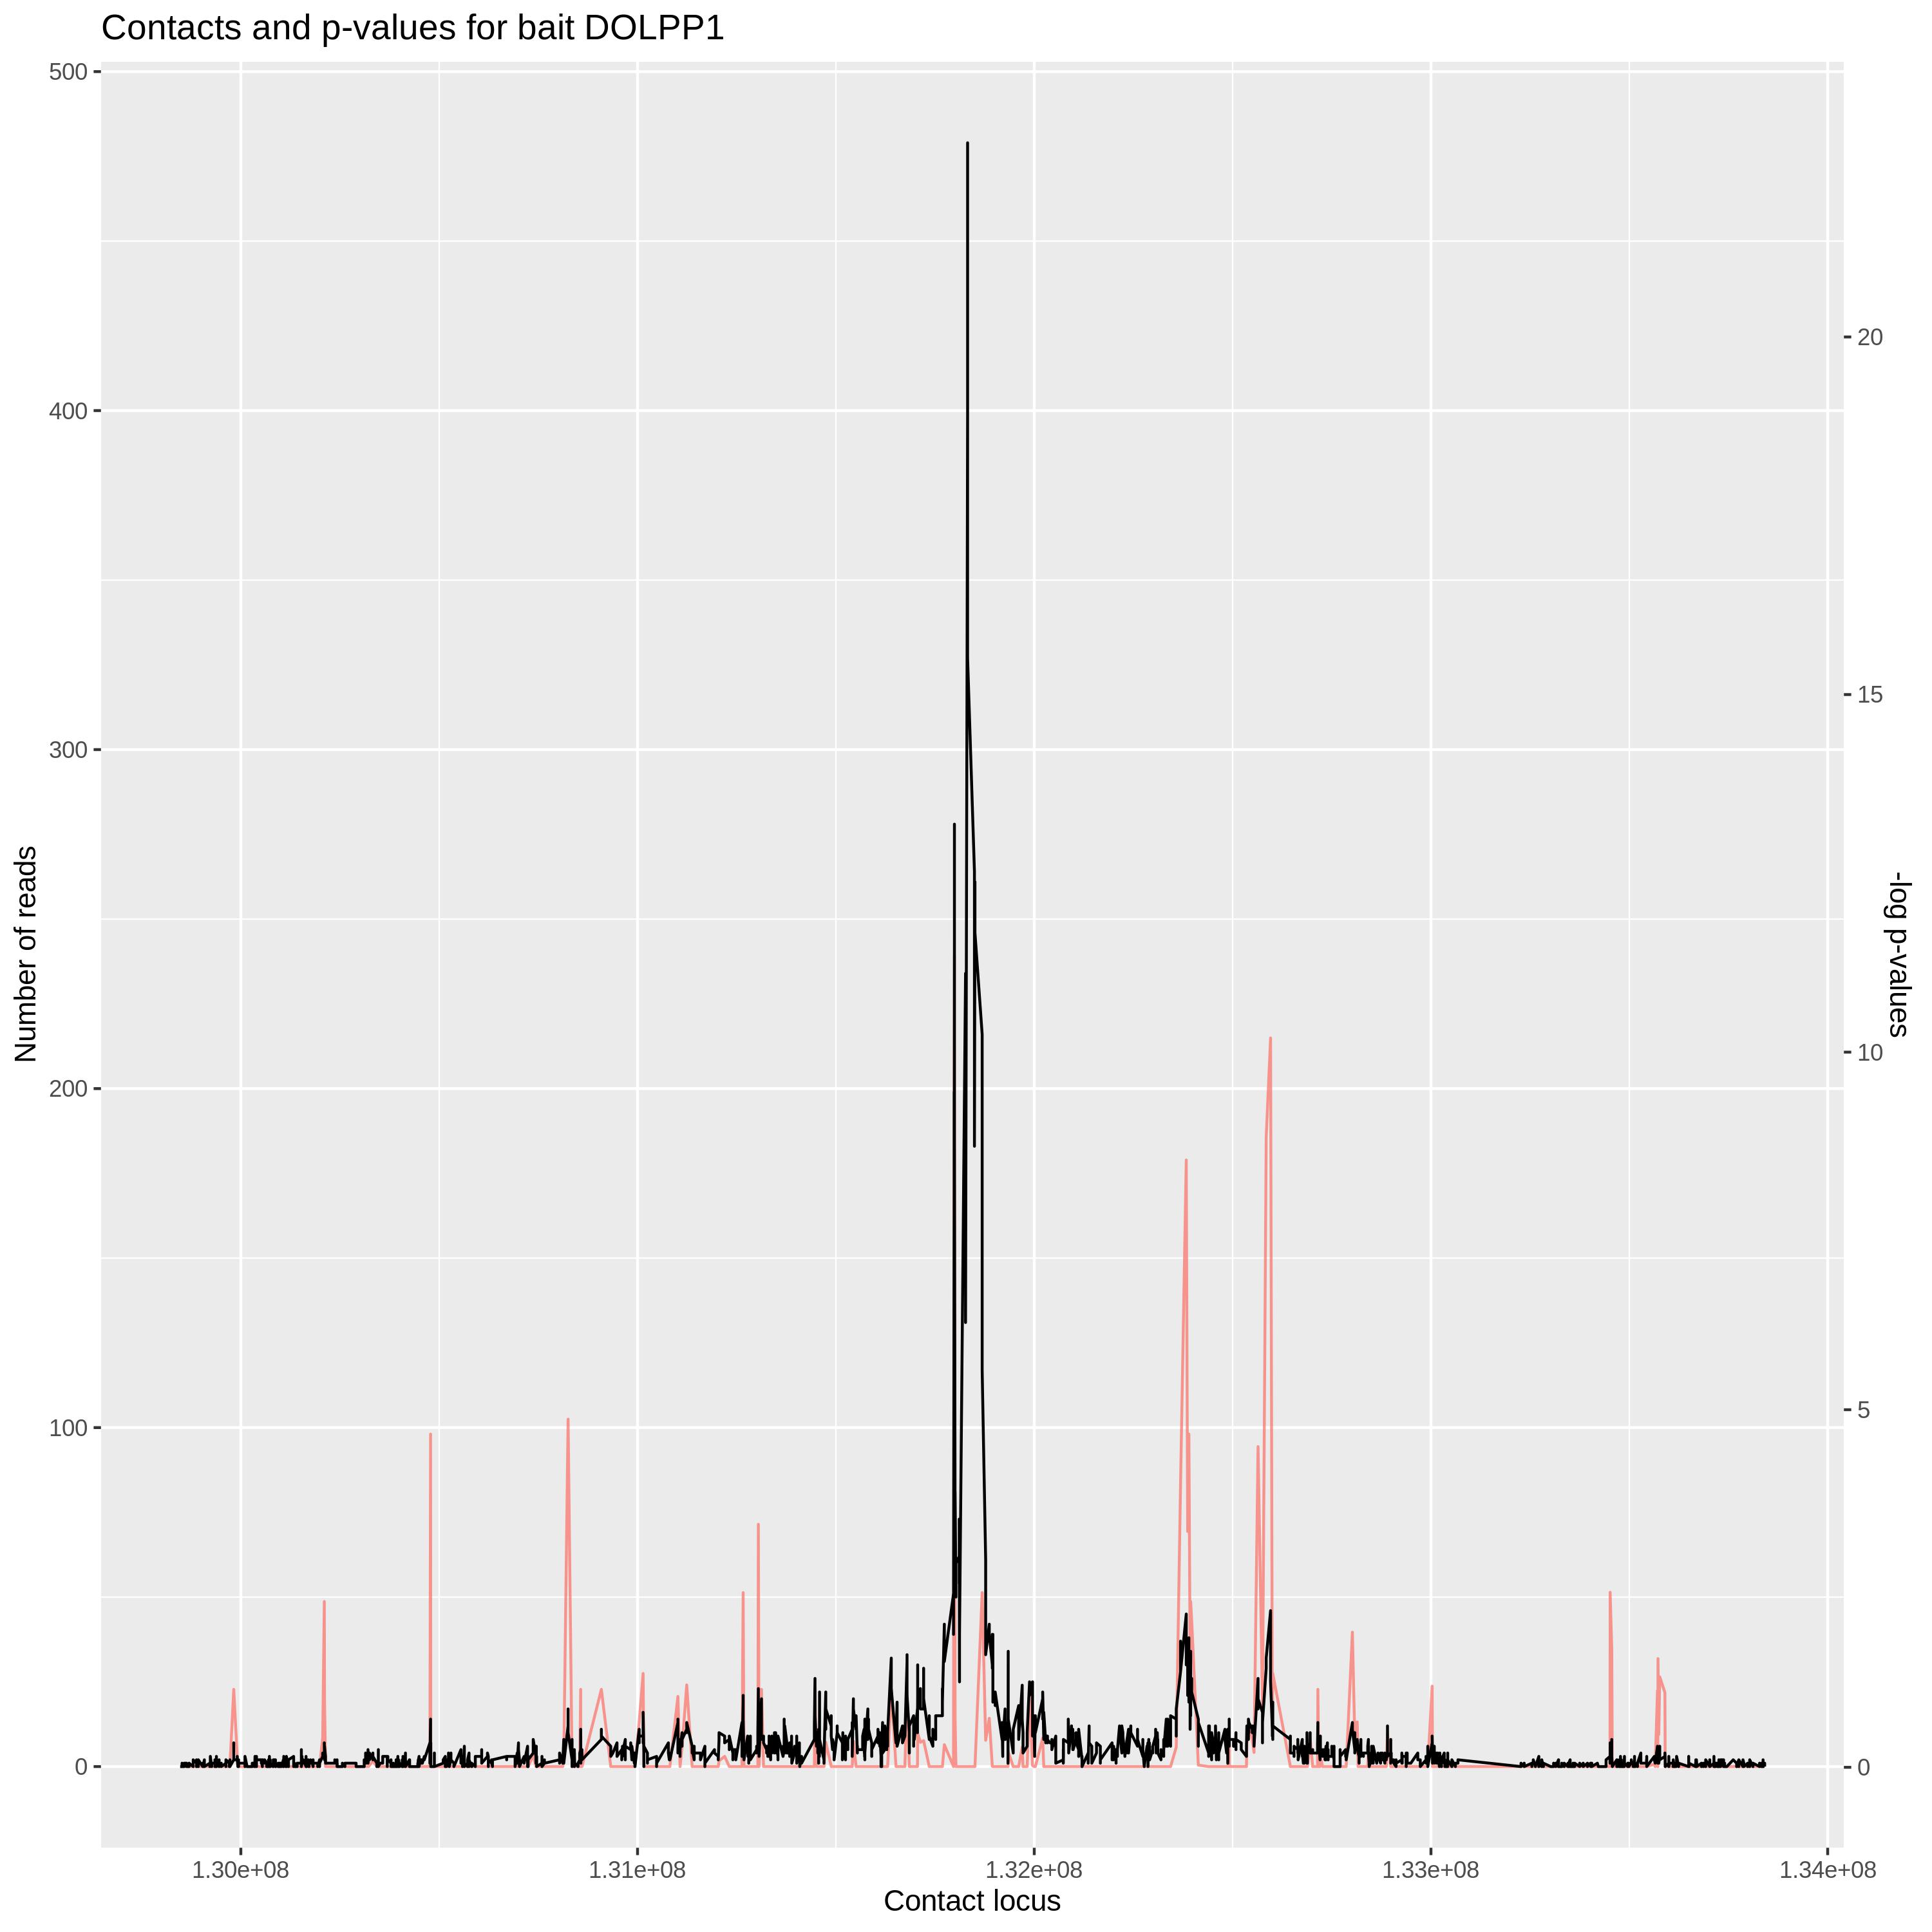 Contacts and p-values for bait DOLPP1
500
400
300
200
100
0
Number of reads
20
15
10
5
0
-log p-values
1.30e+08
1.31e+08
1.32e+08
1.33e+08
1.34e+08
Contact locus